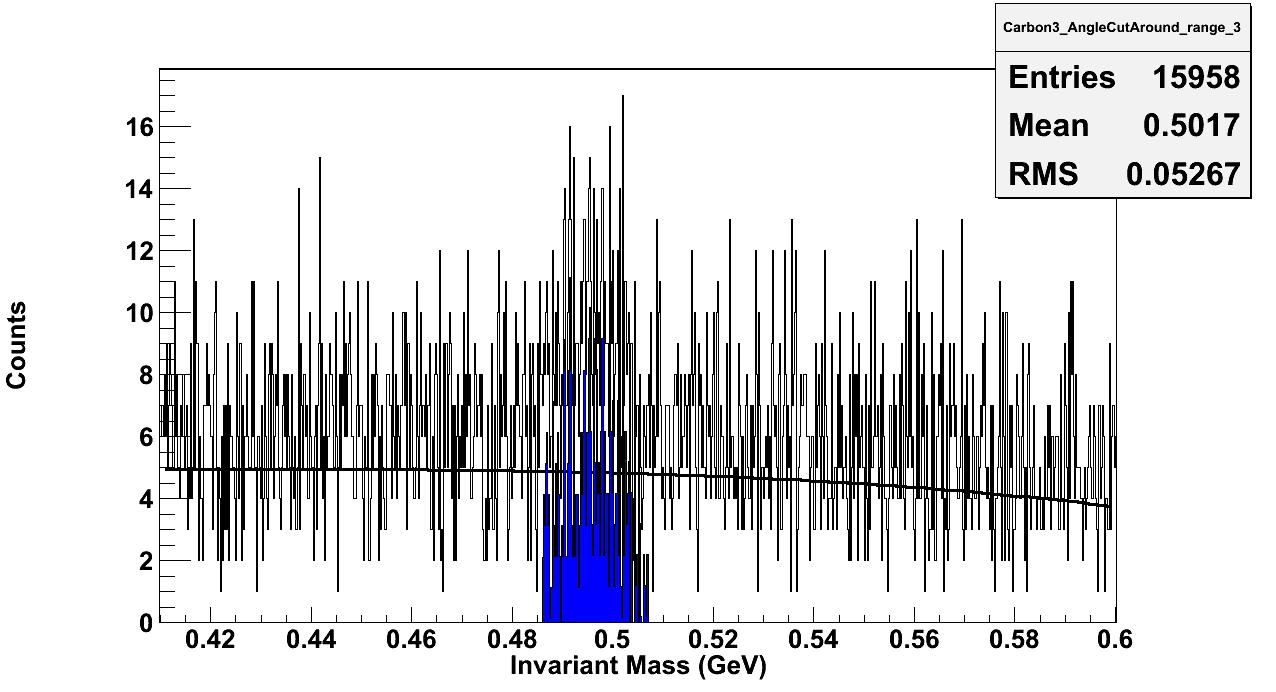 Carbon3_AngleCutAround_range_3
Entries 15958
Mean 0.5017
RMS 0.05267
Counts
16
14
12
10
8
6
4
2
0
0.42 0.44 0.46 0.48 0.5 0.52 0.54 0.56 0.58 0.6
Invariant Mass (GeV)